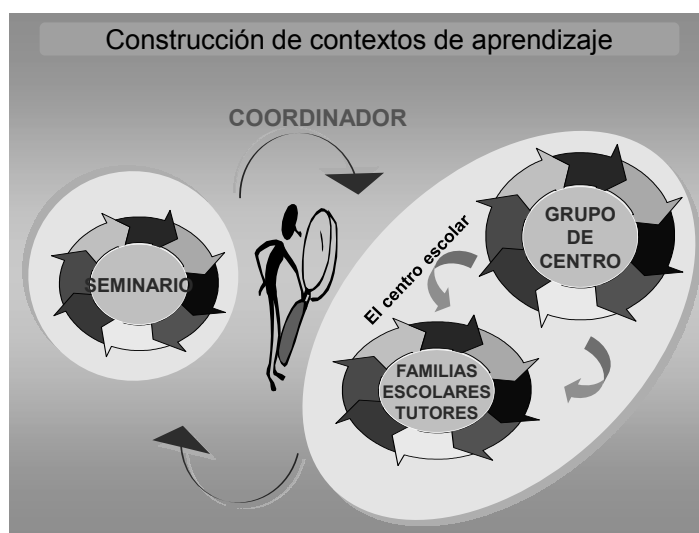 Construcción de contextos de aprendizaje
COORDINADOR
SEMINARIO
El centro escolar
GRUPO
DE
CENTRO
FAMILIAS
ESCOLARES
TUTORES